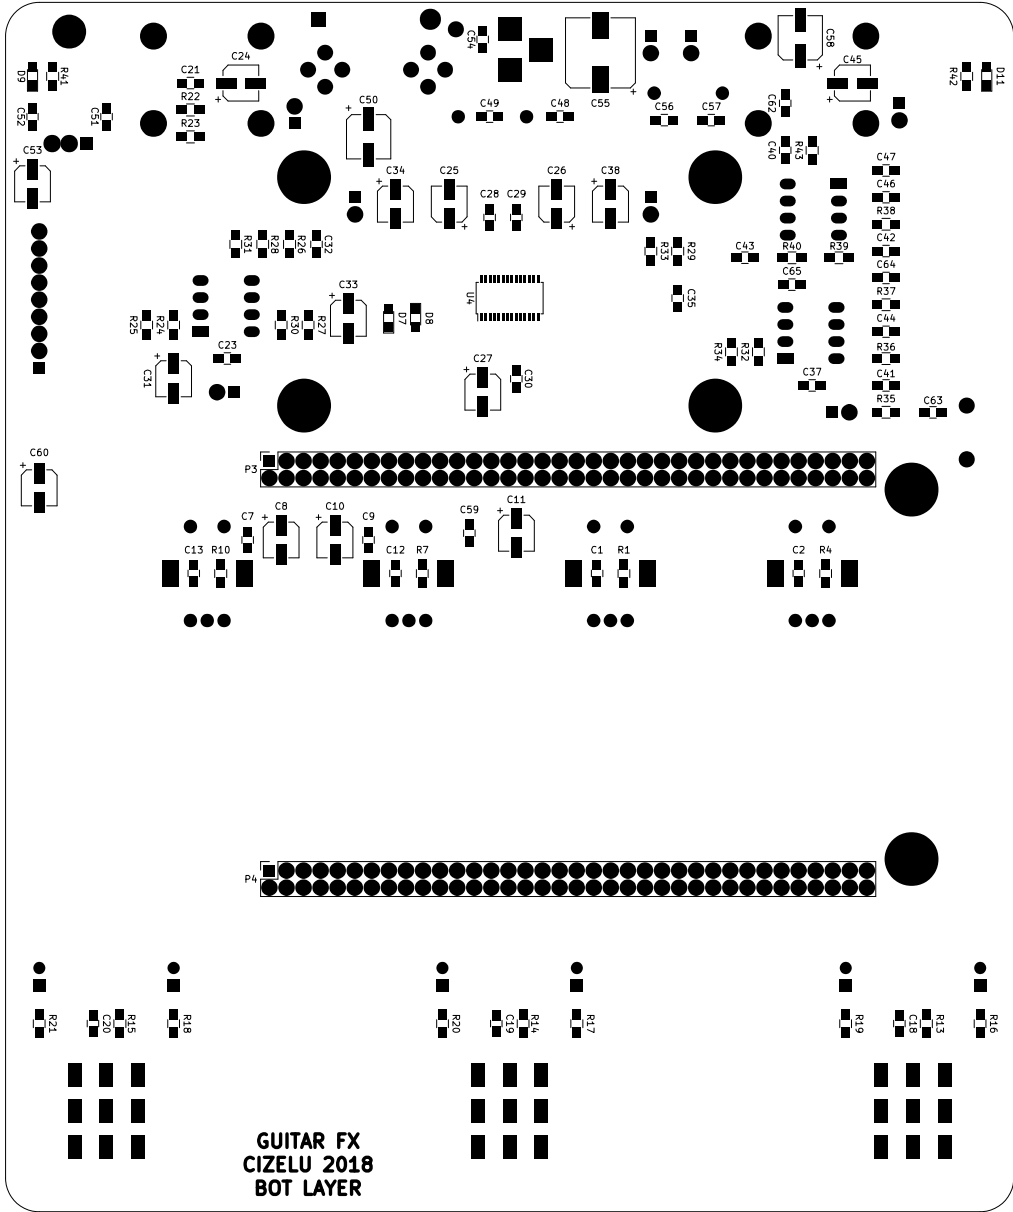 C54
C58
C24
C45
D9
R41
C21
R42
D11
R22
C50
C49
C48
C55
C56
C57
C62
C52
C51
R23
C53
C34
C25
C28
C29
C26
C38
C40
R43
C47
C46
R38
R31
R28
R26
C32
R33
R29
C43
R40
R39
C42
C65
C64
C33
U4
C35
R37
R25
R24
R30
R27
D7
D8
C44
C23
R34
R32
R36
C31
C27
C30
C37
C41
R35
C63
C60
P3
C7
C8
C10
C9
C59
C11
C13
R10
C12
R7
C1
R1
C2
R4
P4
R21
C20
R15
R18
R20
C19
R14
R17
R19
C18
R13
R16
GUITAR FX
CIZELU 2018
BOT LAYER